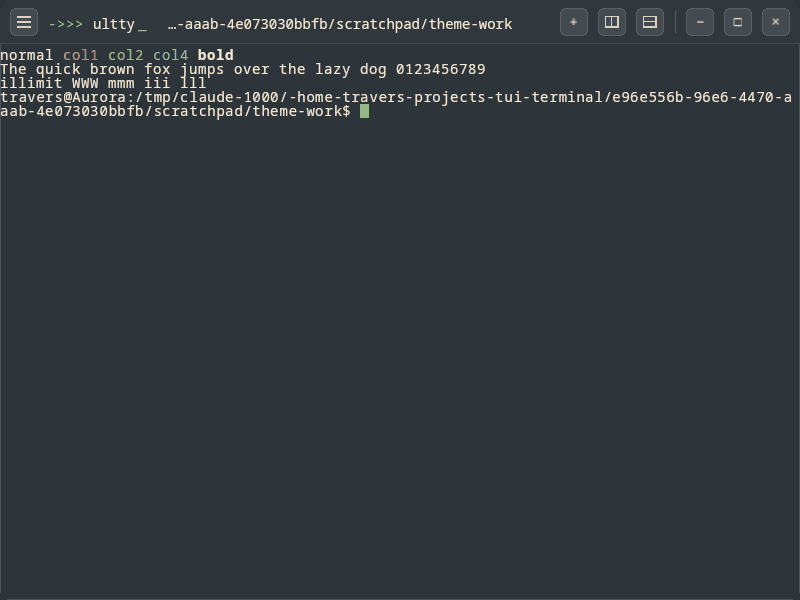 ->>> ultty_ …-aaab-4e073030bbfb/scratchpad/theme-work
normal col1 col2 col4 bold
The quick brown fox jumps over the lazy dog 0123456789
illimit WWW mmm iii lll
travers@Aurora:/tmp/claude-1000/-home-travers-projects-tui-terminal/e96e556b-96e6-4470-a
aab-4e073030bbfb/scratchpad/theme-work$